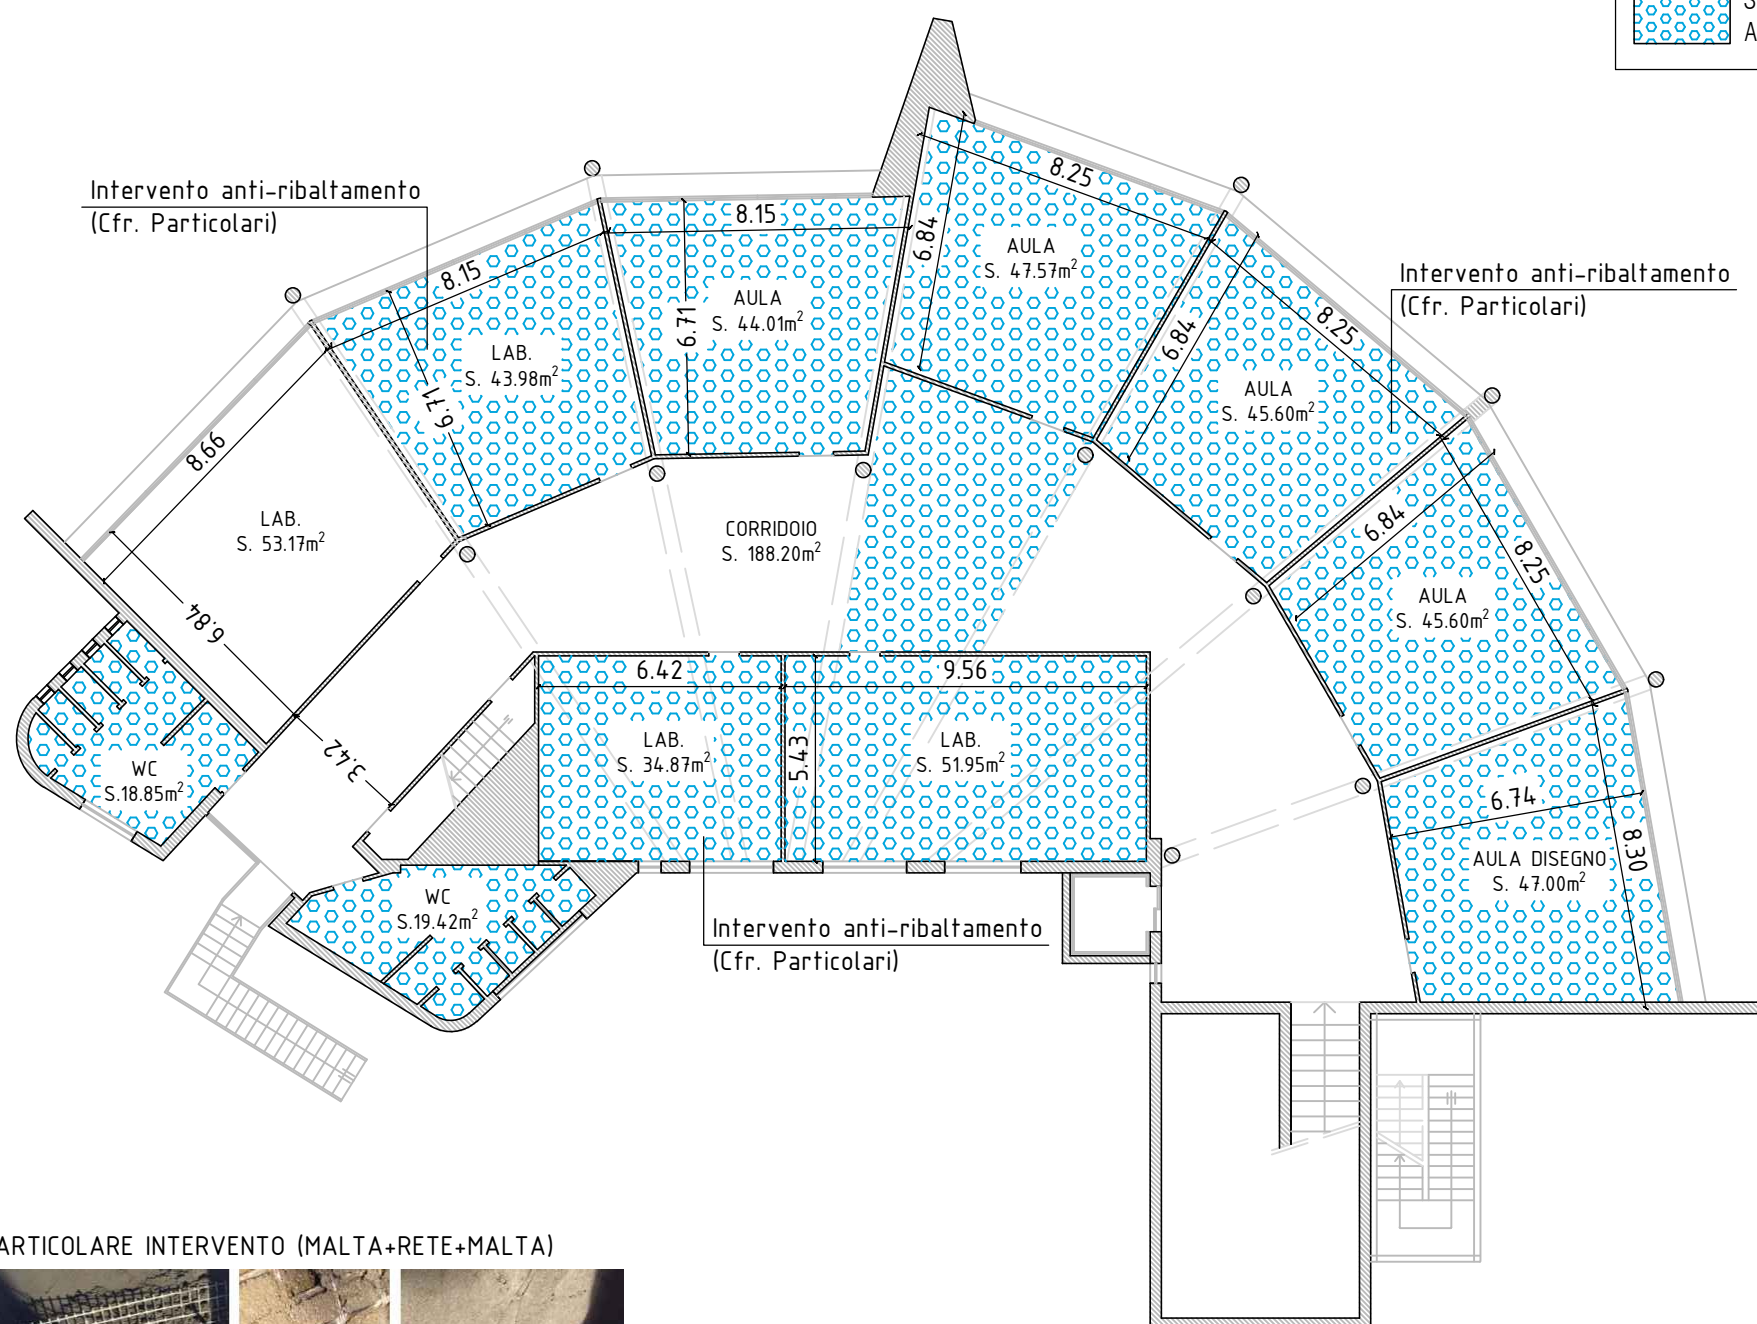 Intervento anti-ribaltamento
(Cfr. Particolari)
8.25
8.15
6.84
AULA
S. 47.57m²
8.15
AULA
S. 44.01m²
6.71
Intervento anti-ribaltamento
(Cfr. Particolari)
8.25
6.84
LAB.
S. 43.98m²
6.71
AULA
S. 45.60m²
8.66
LAB.
S. 53.17m²
CORRIDOIO
S. 188.20m²
6.84
8.25
AULA
S. 45.60m²
6.84
6.42
9.56
3.42
LAB.
S. 34.87m²
5.43
LAB.
S. 51.95m²
WC
S.18.85m²
6.74
8.30
AULA DISEGNO
S. 47.00m²
WC
S.19.42m²
Intervento anti-ribaltamento
(Cfr. Particolari)
ARTICOLARE INTERVENTO (MALTA+RETE+MALTA)